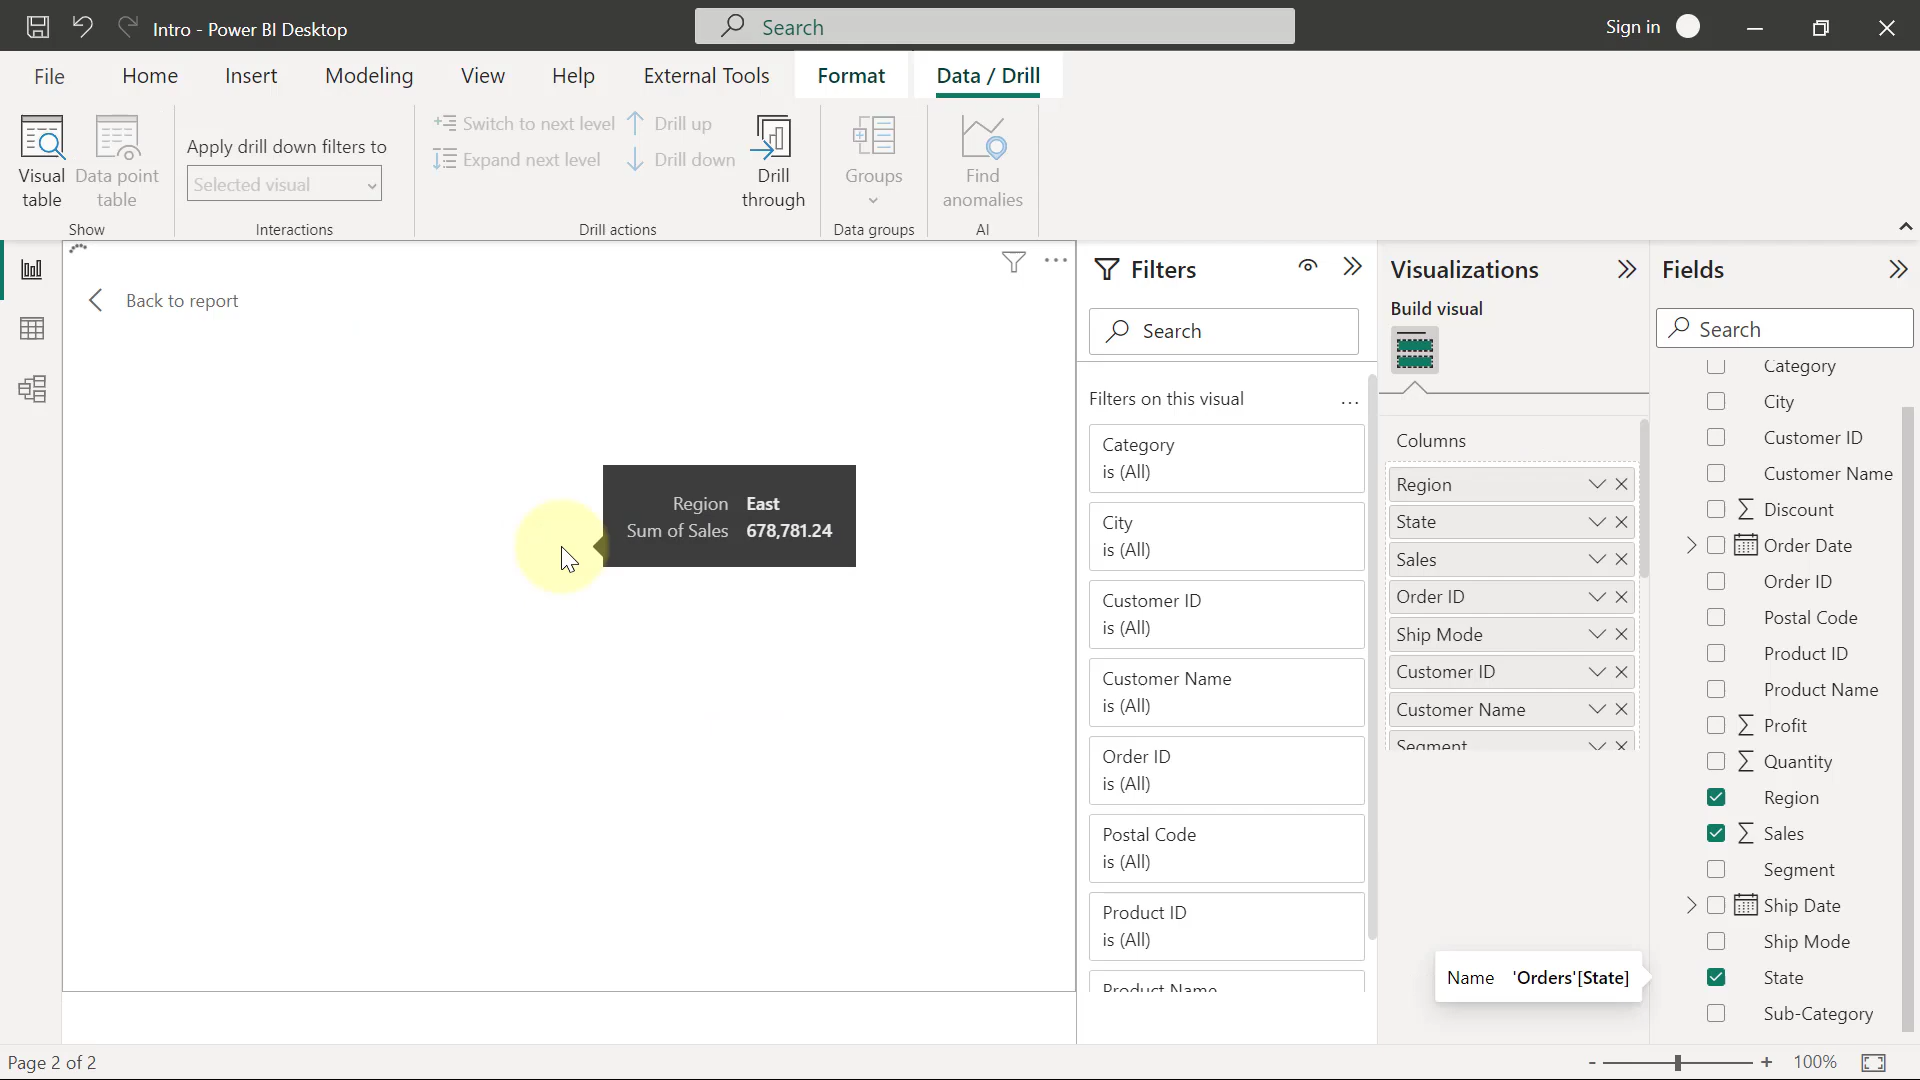 Intro - Power BI Desktop
Search
Sign in
File
Home
Insert
Modeling
View
Help
External Tools
Format
Data / Drill
Visual table
Data point table
Show
Apply drill down filters to
Selected visual
Interactions
Switch to next level
Expand next level
Drill up
Drill down
Drill through
Drill actions
Groups
Data groups
Find anomalies
AI
Back to report
Region East
Sum of Sales 678,781.24
Filters
Search
Filters on this visual
...
Category
is (All)
City
is (All)
Customer ID
is (All)
Customer Name
is (All)
Order ID
is (All)
Postal Code
is (All)
Product ID
is (All)
Product Name
Visualizations
Build visual
Columns
Region
State
Sales
Order ID
Ship Mode
Customer ID
Customer Name
Segment
Name 'Orders'[State]
Fields
Search
Category
City
Customer ID
Customer Name
Discount
Order Date
Order ID
Postal Code
Product ID
Product Name
Profit
Quantity
Region
Sales
Segment
Ship Date
Ship Mode
State
Sub-Category
Page 2 of 2
- + 100%